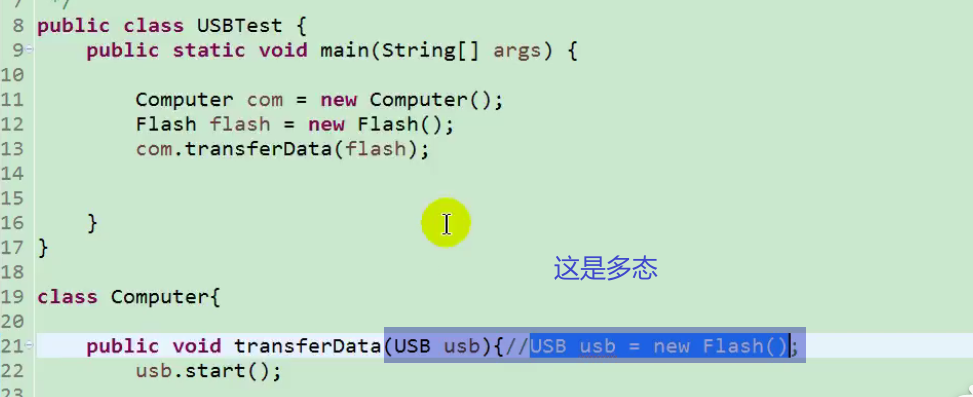 7 */
8 public class USBTest {
9 public static void main(String[] args) {
10
11 Computer com = new Computer();
12 Flash flash = new Flash();
13 com.transferData(flash);
14
15
16 }
17 }
18
这是多态
19 class Computer{
20
21 public void transferData(USB usb){//USB usb = new Flash();
22 usb.start();
23